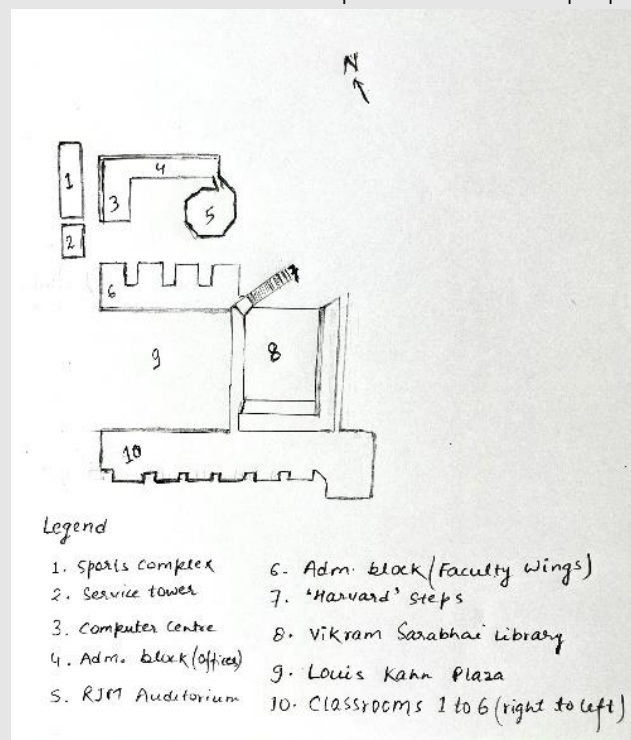 N
1
4
3
5
2
6
7
9
8
10
Legend
1. Sports Complex
2. Service tower
3. Computer Centre
4. Adm. block (offices)
5. RJM Auditorium
6. Adm. block (Faculty Wings)
7. 'Harvard' Steps
8. Vikram Sarabhai Library
9. Louis Kahn Plaza
10. Classrooms 1 to 6 (right to left)